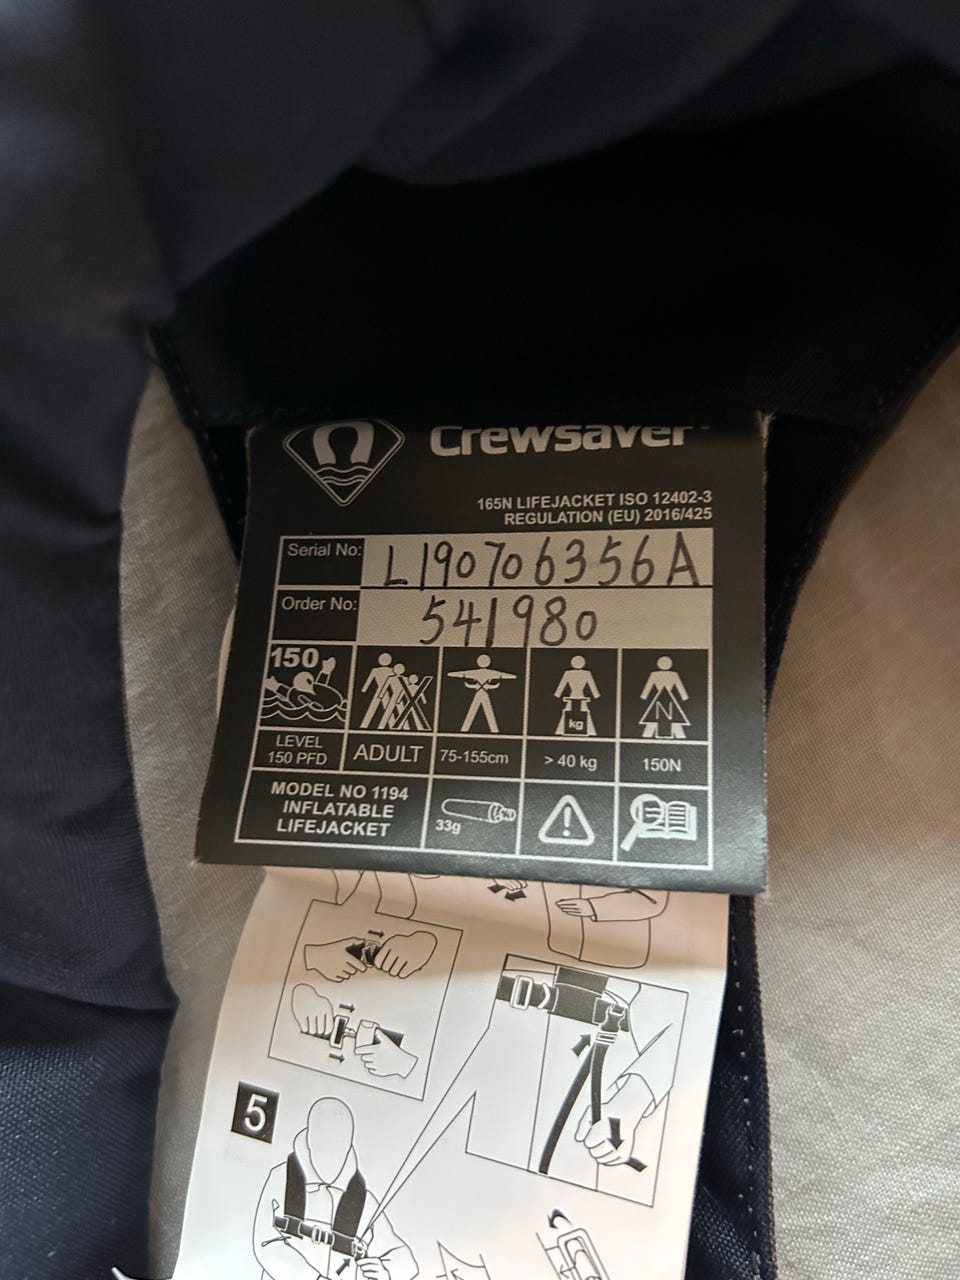 Crewsaver
165N LIFEJACKET ISO 12402-3
REGULATION (EU) 2016/425
Serial No: L190706356A
Order No: 541980
150
N
kg
LEVEL
150 PFD
ADULT
75-155cm
> 40 kg
150N
MODEL NO 1194
INFLATABLE
LIFEJACKET
33g
5